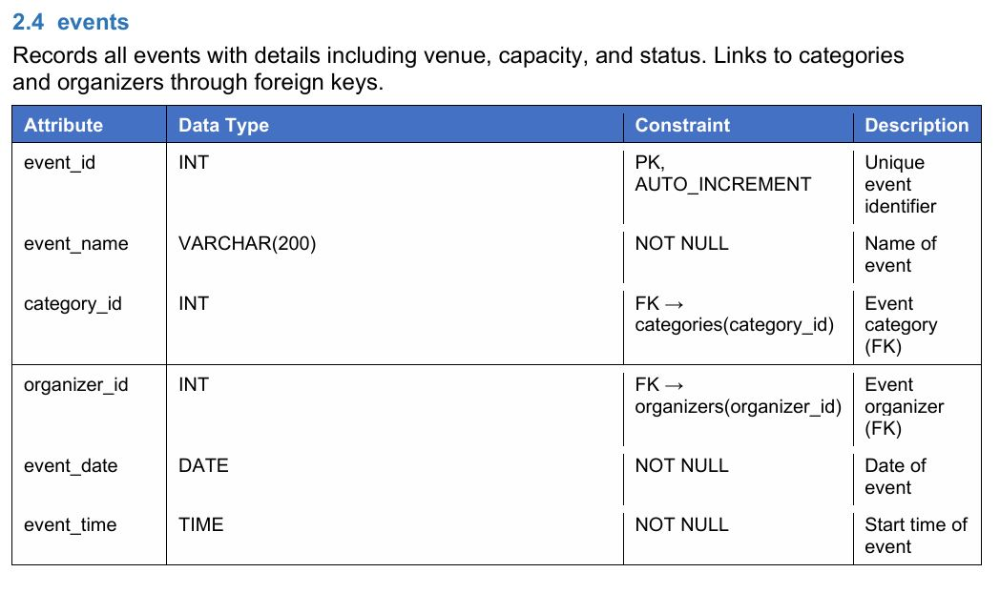 2.4 events
Records all events with details including venue, capacity, and status. Links to categories
and organizers through foreign keys.
Attribute Data Type Constraint Description
event_id INT PK, Unique
AUTO_INCREMENT event
identifier
event_name VARCHAR(200) NOT NULL Name of
event
category_id INT FK → Event
categories(category_id) category
(FK)
organizer_id INT FK → Event
organizers(organizer_id) organizer
(FK)
event_date DATE NOT NULL Date of
event
event_time TIME NOT NULL Start time of
event